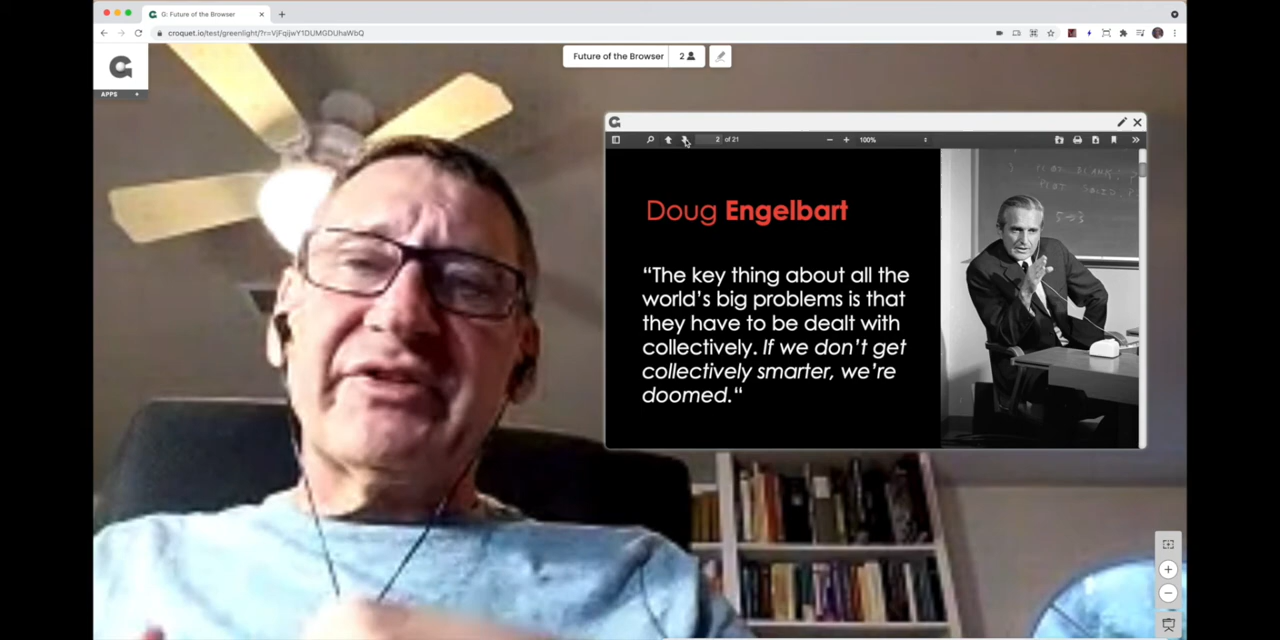 G: Future of the Browser
croquet.io/test/greenlight/?r=VjFqijwY1DUMGDUhaWbQ
APPS +
Future of the Browser
2
2 of 21
100%
Doug Engelbart
“The key thing about all the
world’s big problems is that
they have to be dealt with
collectively. If we don’t get
collectively smarter, we’re
doomed.“